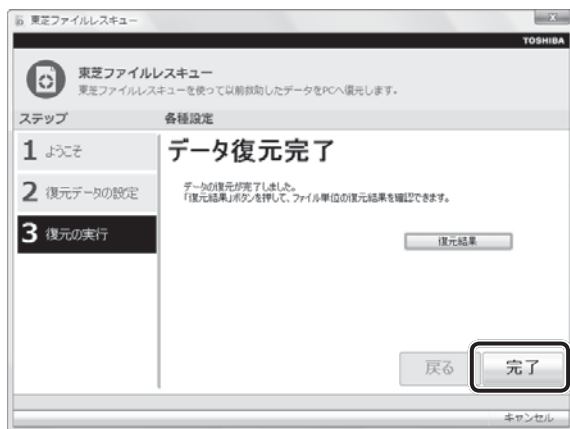 東芝ファイルレスキュー
TOSHIBA
東芝ファイルレスキュー
東芝ファイルレスキューを使って以前救助したデータをPCへ復元します。
ステップ
各種設定
1 ようこそ
2 復元データの設定
3 復元の実行
データ復元完了
データの復元が完了しました。
「復元結果」ボタンを押して、ファイル単位の復元結果を確認できます。
復元結果
戻る
完了
キャンセル